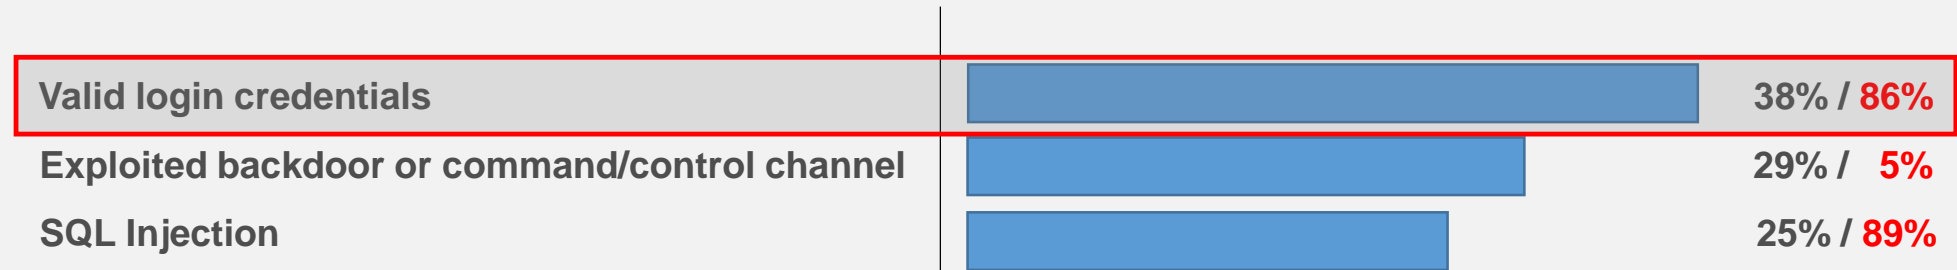 Valid login credentials 38% / 86%
Exploited backdoor or command/control channel 29% / 5%
SQL Injection 25% / 89%